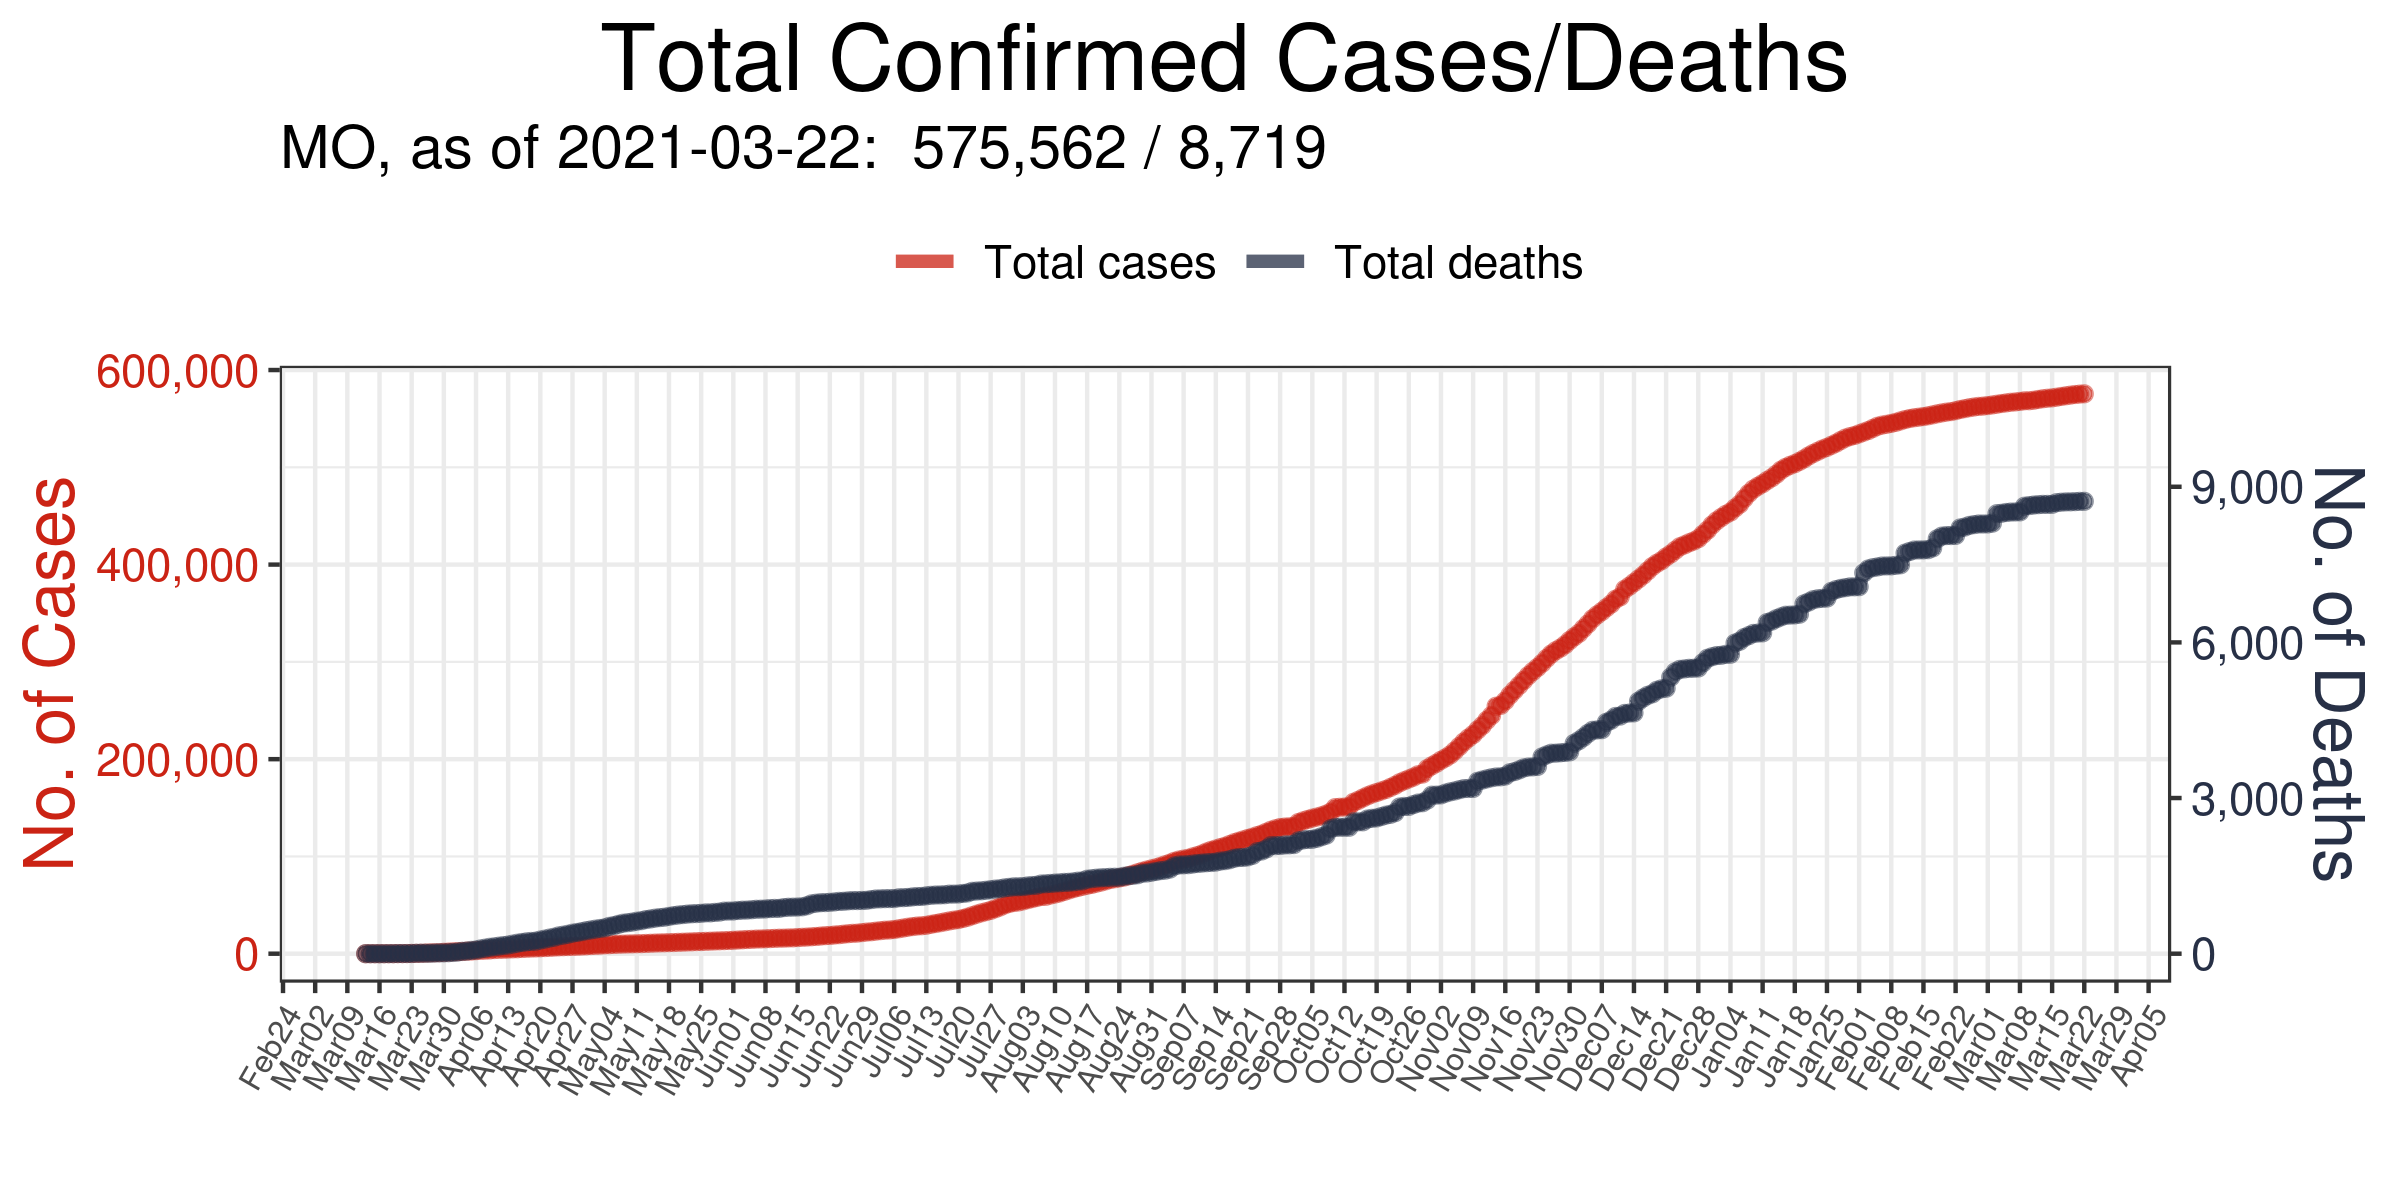 Total Confirmed Cases/Deaths
MO, as of 2021-03-22:  575,562 / 8,719
Total cases
Total deaths
No. of Cases
600,000
400,000
200,000
0
9,000
6,000
3,000
0
No. of Deaths
Feb24
Mar02
Mar09
Mar16
Mar23
Mar30
Apr06
Apr13
Apr20
Apr27
May04
May11
May18
May25
Jun01
Jun08
Jun15
Jun22
Jun29
Jul06
Jul13
Jul20
Jul27
Aug03
Aug10
Aug17
Aug24
Aug31
Sep07
Sep14
Sep21
Sep28
Oct05
Oct12
Oct19
Oct26
Nov02
Nov09
Nov16
Nov23
Nov30
Dec07
Dec14
Dec21
Dec28
Jan04
Jan11
Jan18
Jan25
Feb01
Feb08
Feb15
Feb22
Mar01
Mar08
Mar15
Mar22
Mar29
Apr05